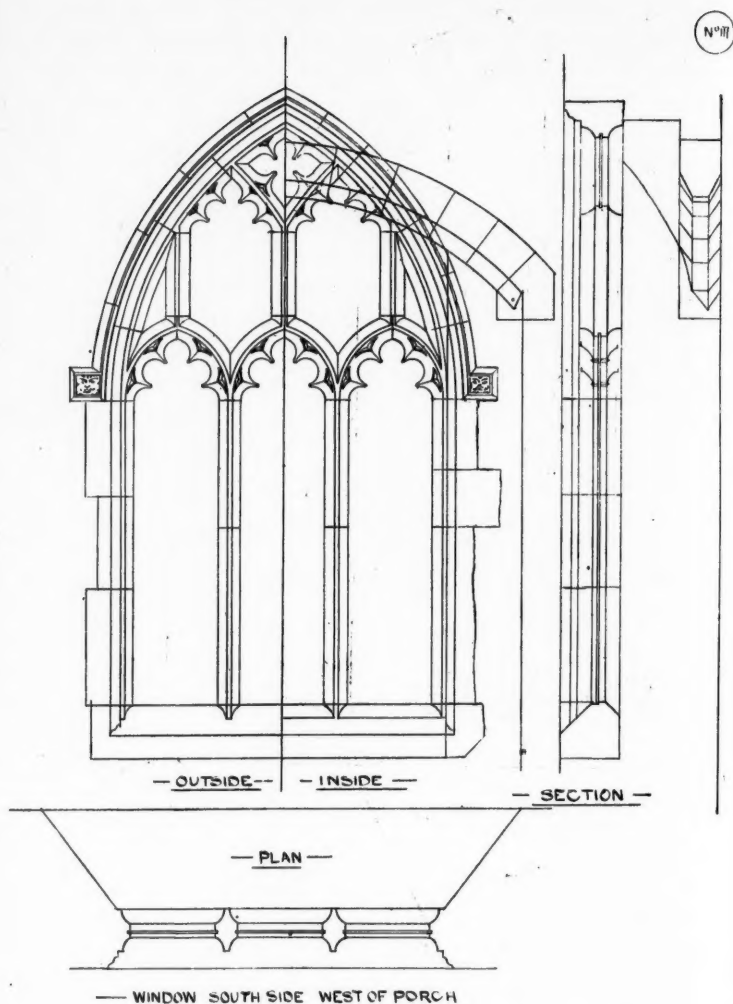 Nº III
— OUTSIDE -- — INSIDE —
— SECTION —
— PLAN —
— WINDOW SOUTH SIDE WEST OF PORCH